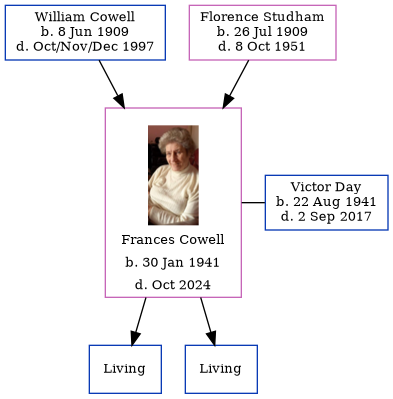 William Cowell
b. 8 Jun 1909
d. Oct/Nov/Dec 1997
Florence Studham
b. 26 Jul 1909
d. 8 Oct 1951
Frances Cowell
b. 30 Jan 1941
d. Oct 2024
Victor Day
b. 22 Aug 1941
d. 2 Sep 2017
Living
Living